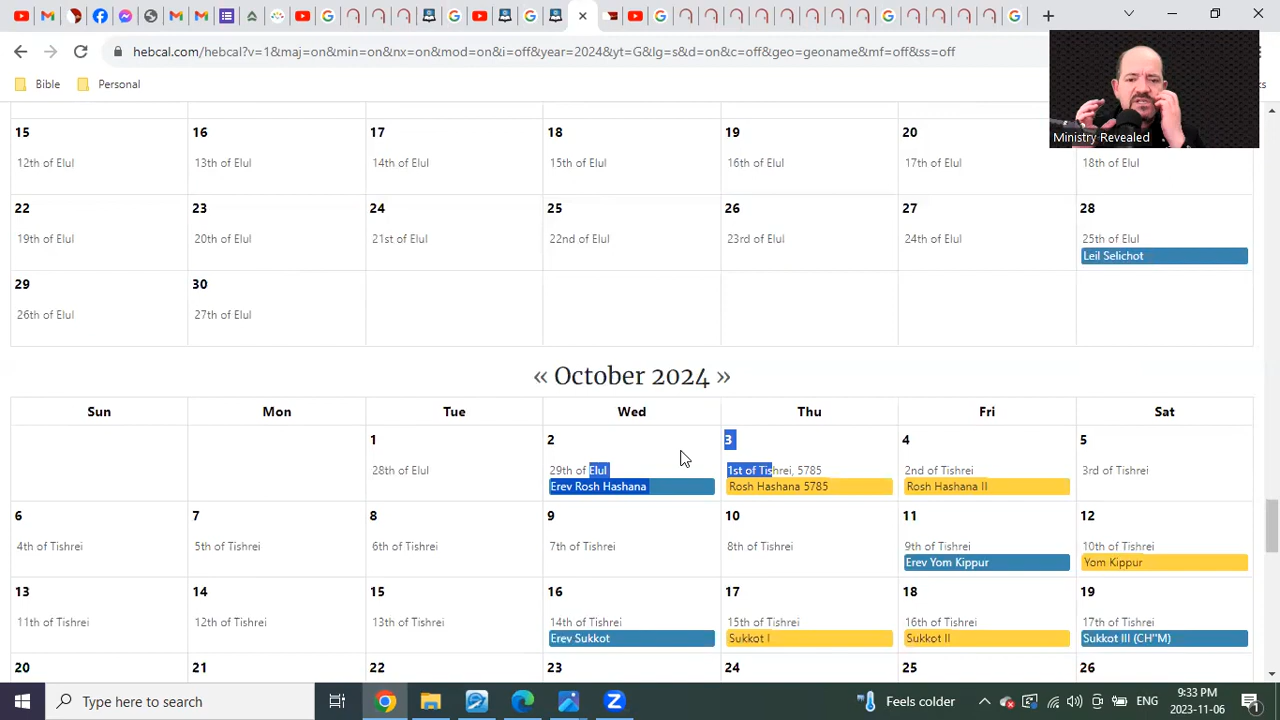 hebcal.com/hebcal?v=1&maj=on&min=on&nx=on&mod=on&i=off&year=2024&yt=G&lg=s&d=on&c=off&geo=geoname&mf=off&ss=off
Bible Personal
Ministry Revealed
15 16 17 18 19 20
12th of Elul 13th of Elul 14th of Elul 15th of Elul 16th of Elul 17th of Elul 18th of Elul
22 23 24 25 26 27 28
19th of Elul 20th of Elul 21st of Elul 22nd of Elul 23rd of Elul 24th of Elul 25th of Elul
Leil Selichot
29 30
26th of Elul 27th of Elul
« October 2024 »
Sun Mon Tue Wed Thu Fri Sat
1 2 3 4 5
28th of Elul 29th of Elul 1st of Tishrei, 5785 2nd of Tishrei 3rd of Tishrei
Erev Rosh Hashana Rosh Hashana 5785 Rosh Hashana II
6 7 8 9 10 11 12
4th of Tishrei 5th of Tishrei 6th of Tishrei 7th of Tishrei 8th of Tishrei 9th of Tishrei 10th of Tishrei
Erev Yom Kippur Yom Kippur
13 14 15 16 17 18 19
11th of Tishrei 12th of Tishrei 13th of Tishrei 14th of Tishrei 15th of Tishrei 16th of Tishrei 17th of Tishrei
Erev Sukkot Sukkot I Sukkot II Sukkot III (CH"M)
20 21 22 23 24 25 26
Type here to search
Feels colder
ENG
9:33 PM
2023-11-06